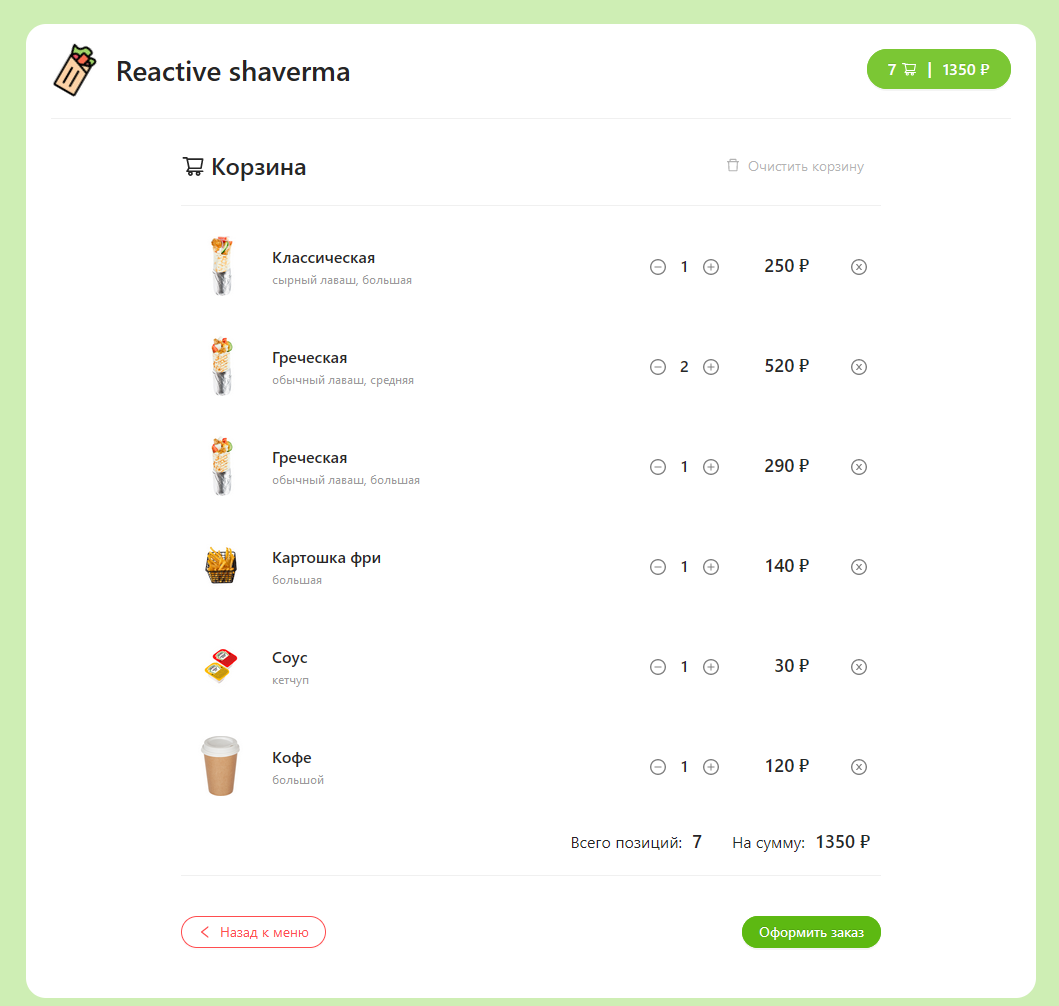 Reactive shaverma
7 | 1350 ₽
Корзина
Очистить корзину
Классическая
сырный лаваш, большая
1
250 ₽
Греческая
обычный лаваш, средняя
2
520 ₽
Греческая
обычный лаваш, большая
1
290 ₽
Картошка фри
большая
1
140 ₽
Соус
кетчуп
1
30 ₽
Кофе
большой
1
120 ₽
Всего позиций: 7 На сумму: 1350 ₽
Назад к меню
Оформить заказ